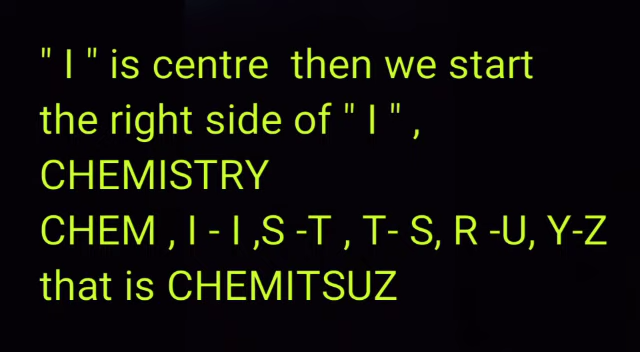 " I " is centre  then we start
the right side of " I " ,
CHEMISTRY
CHEM , I - I ,S -T , T- S, R -U, Y-Z
that is CHEMITSUZ